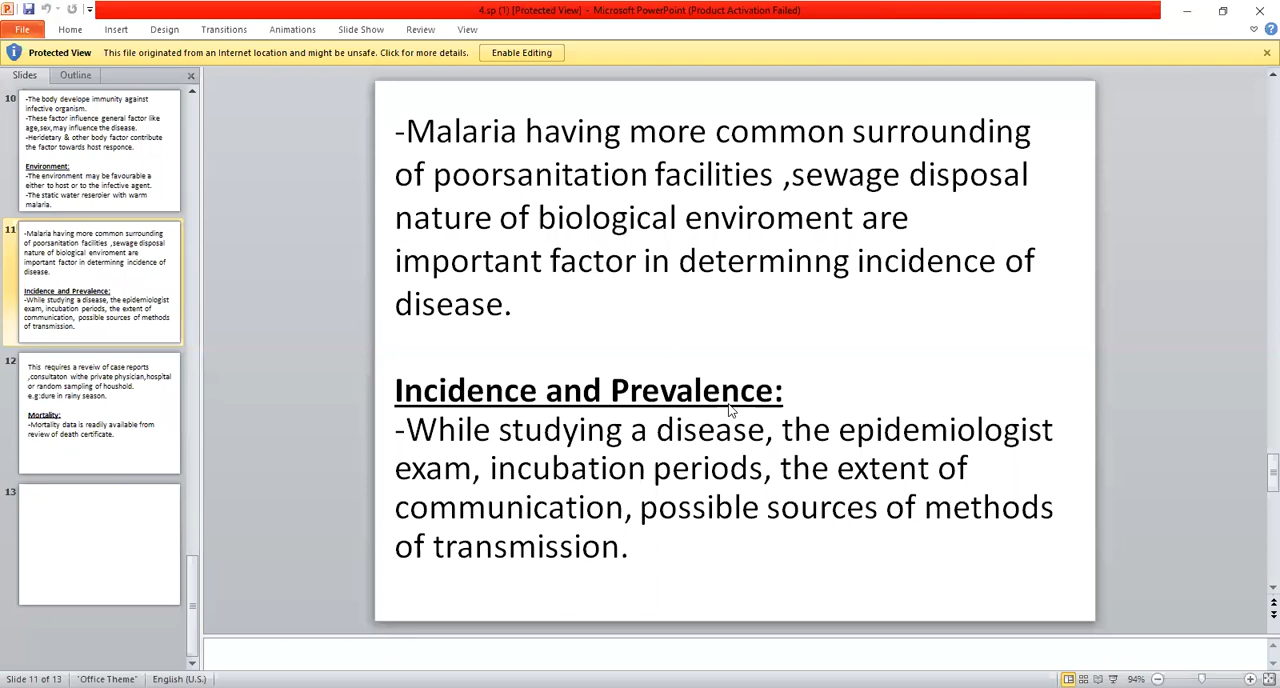 4.sp (1) [Protected View] - Microsoft PowerPoint (Product Activation Failed)
File Home Insert Design Transitions Animations Slide Show Review View
Protected View This file originated from an Internet location and might be unsafe. Click for more details. Enable Editing
Slides Outline
10
-The body develope immunity against
infective organism.
-These factor influence general factor like
age,sex,may influence the disease.
-Heridetary & other body factor contribute
the factor towards host responce.
Environment:
-The environment may be favourable a
either to host or to the infective agent.
-The static water reseroier with warm
malaria.
11
-Malaria having more common surrounding
of poorsanitation facilities ,sewage disposal
nature of biological enviroment are
important factor in determinng incidence of
disease.
Incidence and Prevalence:
-While studying a disease, the epidemiologist
exam, incubation periods, the extent of
communication, possible sources of methods
of transmission.
12
This requires a reveiw of case reports
,consultaton withe private physician,hospital
or random sampling of houshold.
e.g:dure in rainy season.
Mortality:
-Mortality data is readily available from
review of death certificate.
13
-Malaria having more common surrounding
of poorsanitation facilities ,sewage disposal
nature of biological enviroment are
important factor in determinng incidence of
disease.
Incidence and Prevalence:
-While studying a disease, the epidemiologist
exam, incubation periods, the extent of
communication, possible sources of methods
of transmission.
Slide 11 of 13 "Office Theme" English (U.S.) 94%